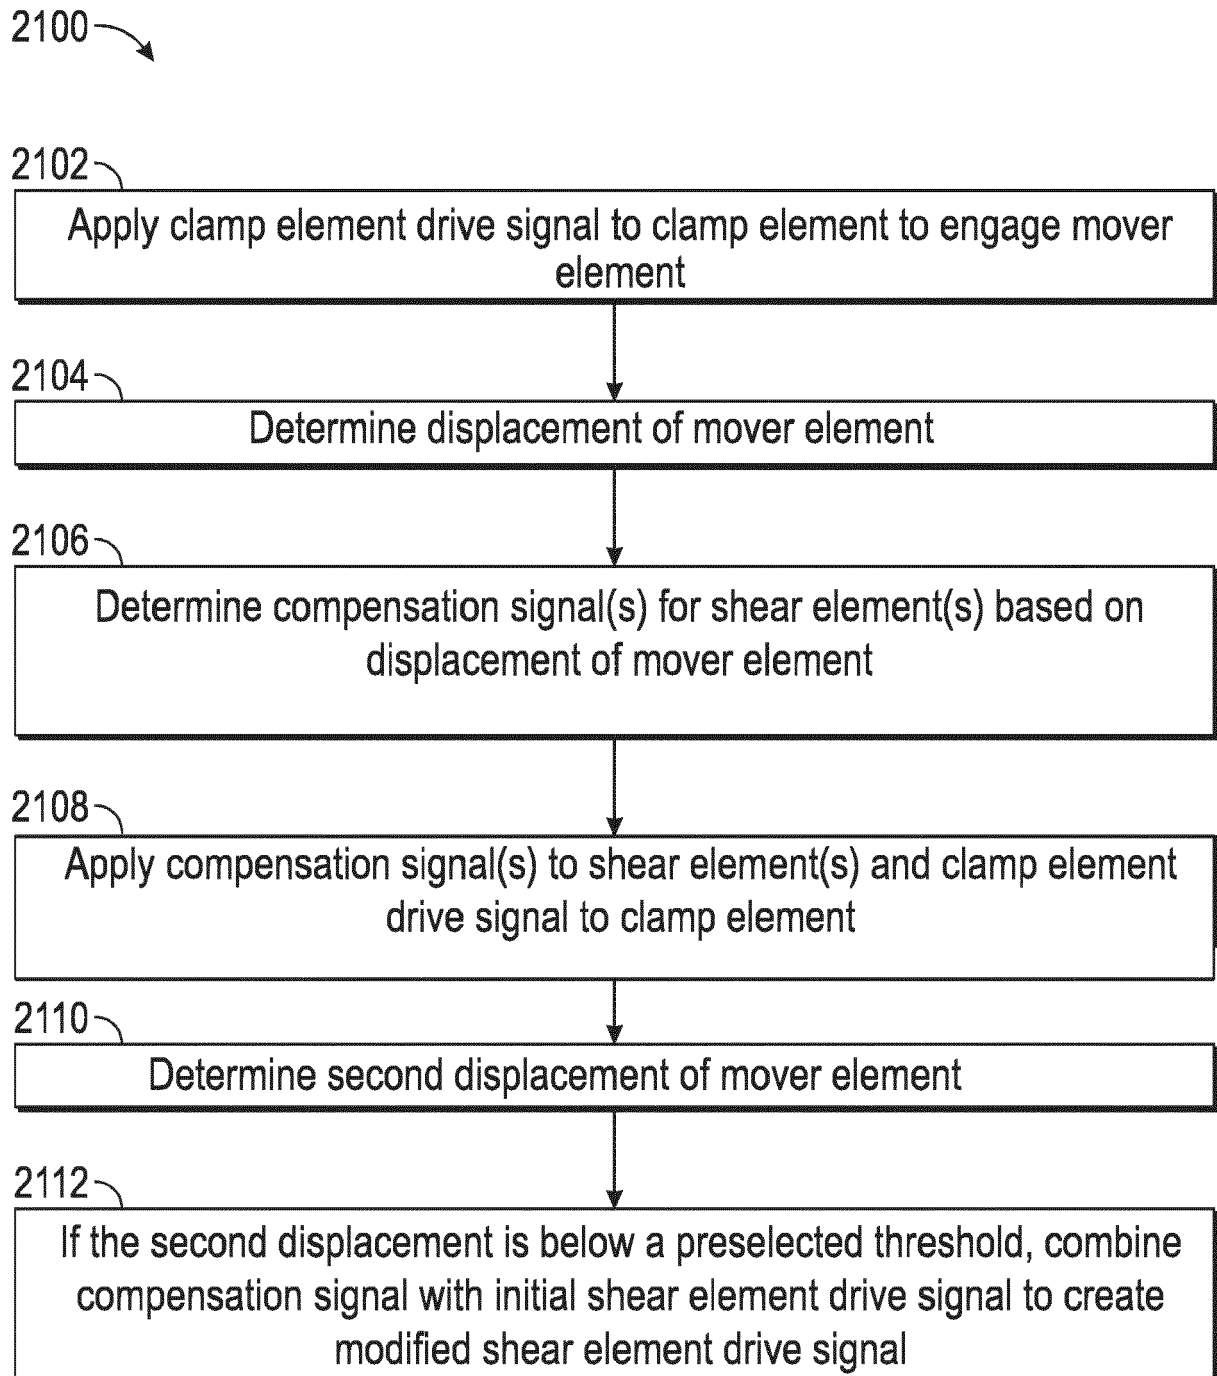 2100
2102
Apply clamp element drive signal to clamp element to engage mover
element
2104
Determine displacement of mover element
2106
Determine compensation signal(s) for shear element(s) based on
displacement of mover element
2108
Apply compensation signal(s) to shear element(s) and clamp element
drive signal to clamp element
2110
Determine second displacement of mover element
2112
If the second displacement is below a preselected threshold, combine
compensation signal with initial shear element drive signal to create
modified shear element drive signal